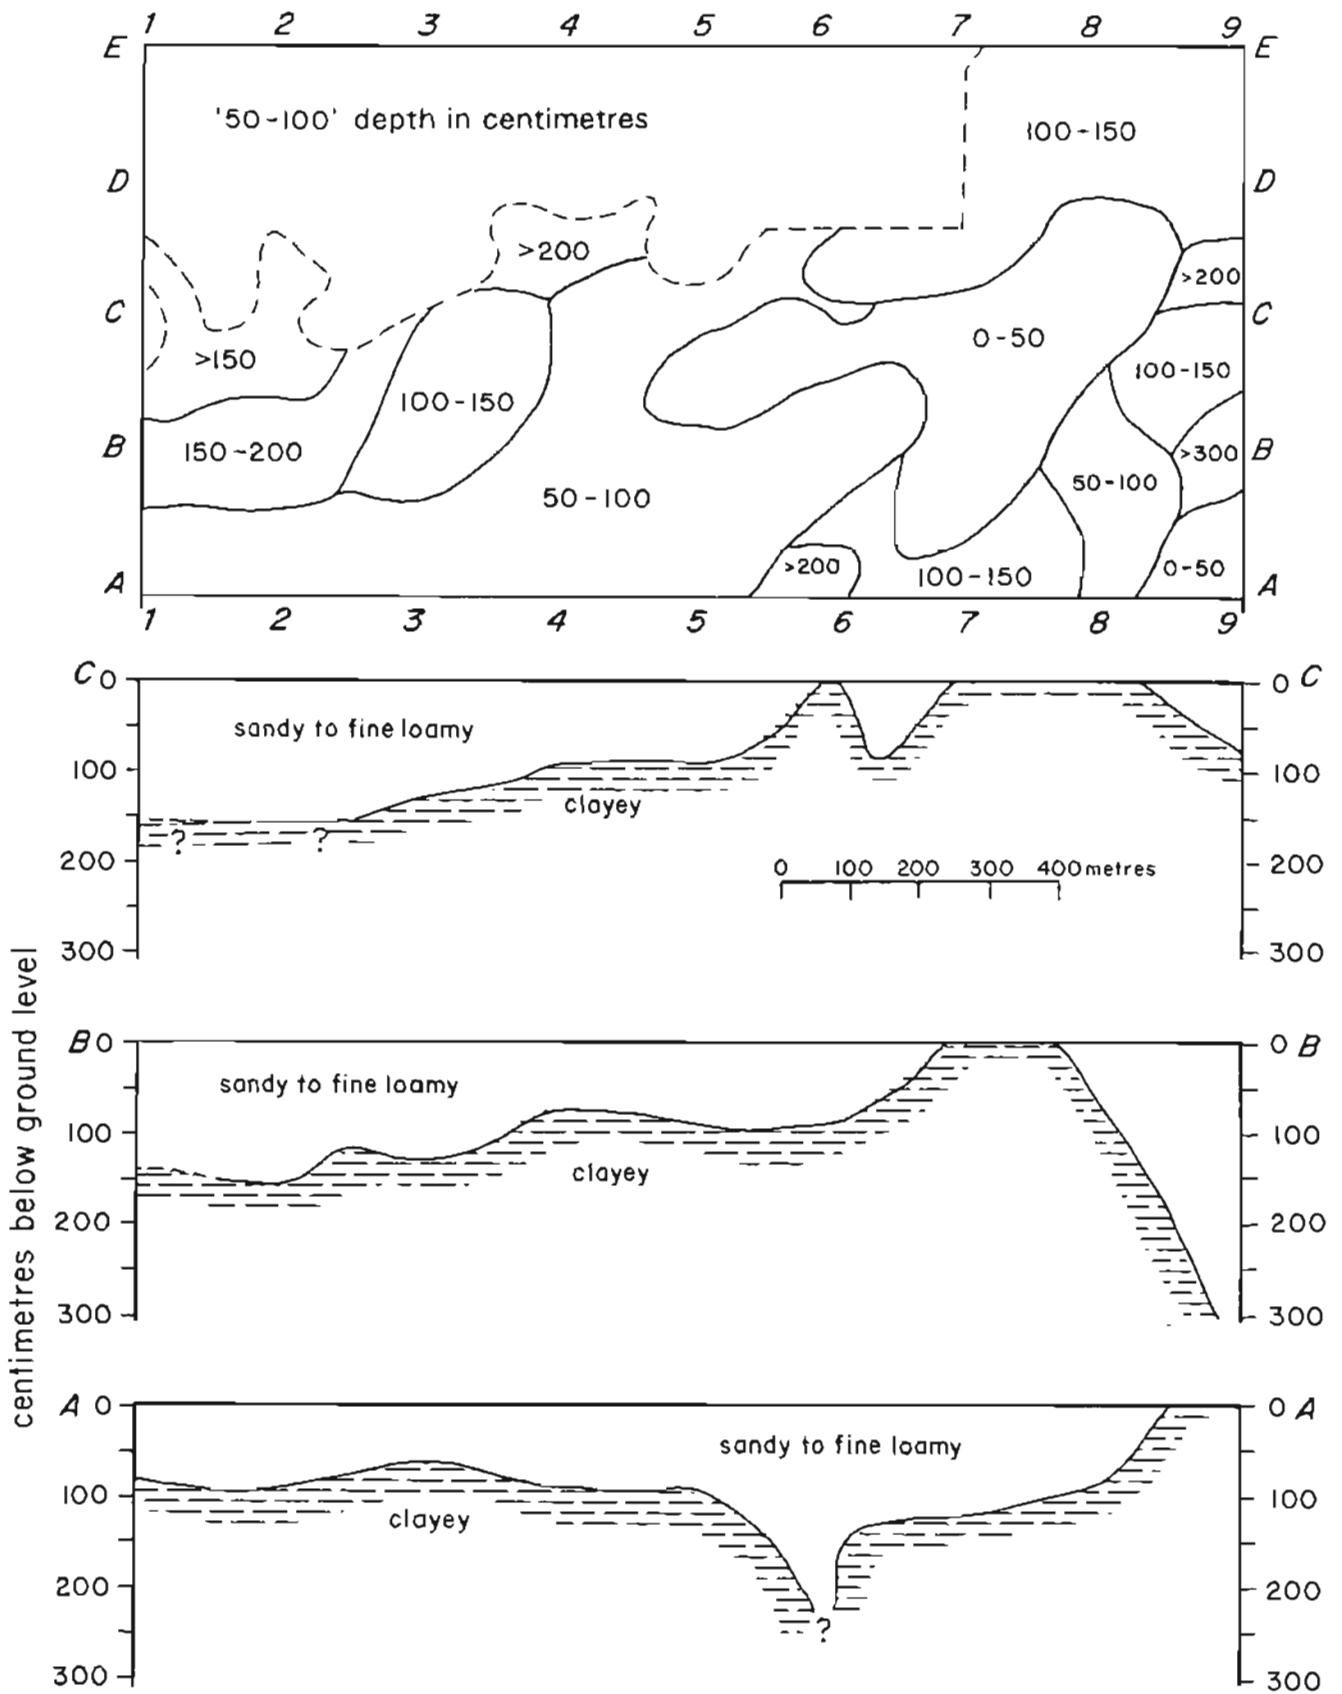 1 2 3 4 5 6 7 8 9
E E
'50-100' depth in centimetres
100-150
D D
>200
>200
C C
0-50
>150
100-150
100-150
B B
150-200
>300
50-100
50-100
>200
100-150
0-50
A A
1 2 3 4 5 6 7 8 9
C 0 0 C
sandy to fine loamy
100 100
clayey
? ?
200 200
0 100 200 300 400 metres
300 300
centimetres below ground level
B 0 0 B
sandy to fine loamy
100 100
clayey
200 200
300 300
A 0 0 A
sandy to fine loamy
100 100
clayey
200 200
?
300 300